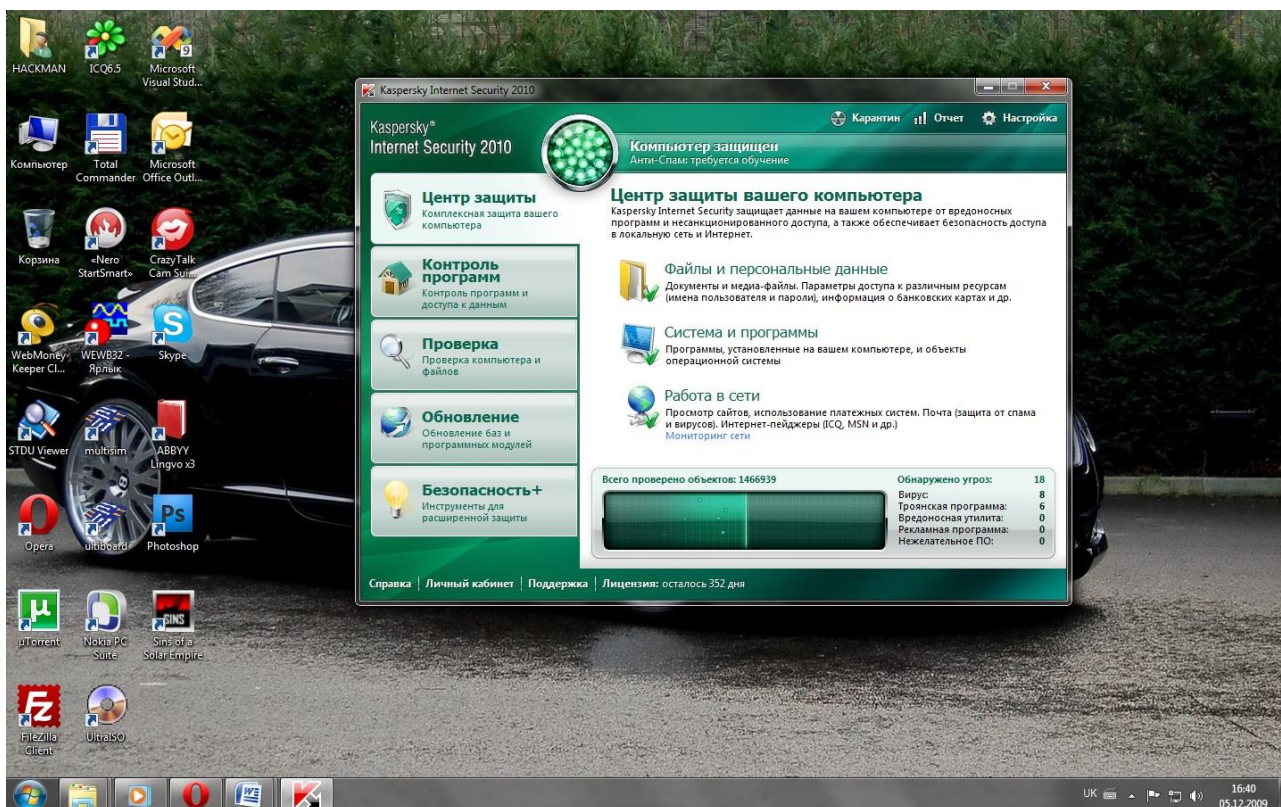 HACKMAN
ICQ6.5
Microsoft
Visual Stud...
Компьютер
Total
Commander
Microsoft
Office Outl...
Корзина
«Nero
StartSmart»
CrazyTalk
Cam Sui...
WebMoney
Keeper Cl...
WEWB32 -
Ярлык
Skype
STDU Viewer
multisim
ABBYY
Lingvo x3
Opera
ultiboard
Ps
Photoshop
µTorrent
Nokia PC
Suite
SINS
Sins of a
Solar Empire
FileZilla
Client
UltraISO
Kaspersky Internet Security 2010
Kaspersky®
Internet Security 2010
Карантин
Отчет
Настройка
Компьютер защищен
Анти-Спам: требуется обучение
Центр защиты
Комплексная защита вашего
компьютера
Контроль
программ
Контроль программ и
доступа к данным
Проверка
Проверка компьютера и
файлов
Обновление
Обновление баз и
программных модулей
Безопасность+
Инструменты для
расширенной защиты
Центр защиты вашего компьютера
Kaspersky Internet Security защищает данные на вашем компьютере от вредоносных
программ и несанкционированного доступа, а также обеспечивает безопасность доступа
в локальную сеть и Интернет.
Файлы и персональные данные
Документы и медиа-файлы. Параметры доступа к различным ресурсам
(имена пользователя и пароли), информация о банковских картах и др.
Система и программы
Программы, установленные на вашем компьютере, и объекты
операционной системы
Работа в сети
Просмотр сайтов, использование платежных систем. Почта (защита от спама
и вирусов). Интернет-пейджеры (ICQ, MSN и др.)
Мониторинг сети
Всего проверено объектов: 1466939
Обнаружено угроз: 18
Вирус: 8
Троянская программа: 6
Вредоносная утилита: 0
Рекламная программа: 0
Нежелательное ПО: 0
Справка | Личный кабинет | Поддержка | Лицензия: осталось 352 дня
UK
16:40
05.12.2009